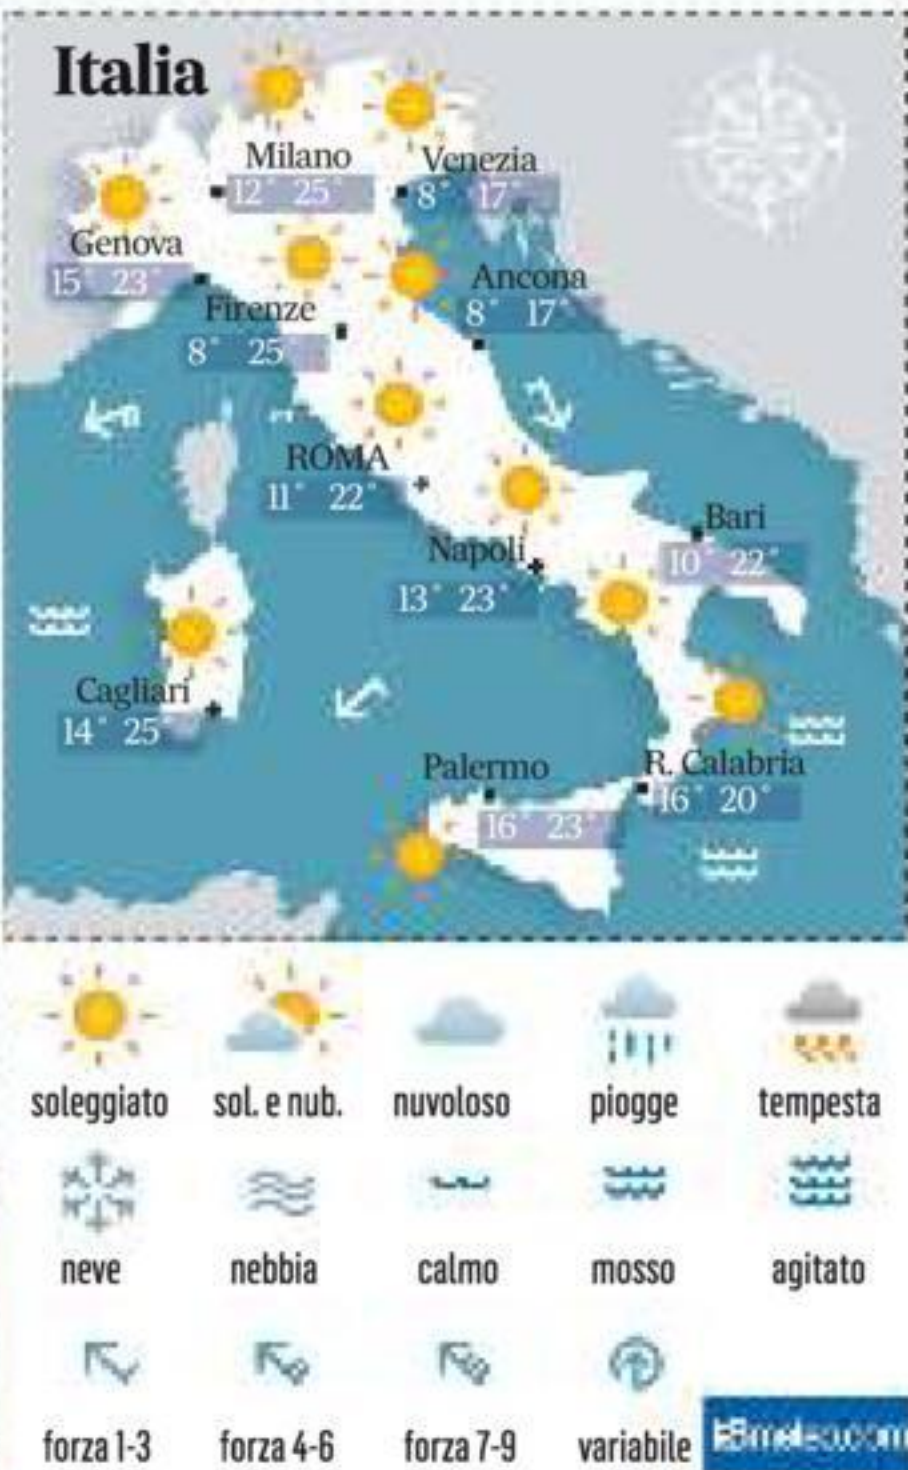 Italia
Milano
12° 25°
Venezia
8° 17°
Genova
15° 23°
Ancona
8° 17°
Firenze
8° 25°
ROMA
11° 22°
Bari
10° 22°
Napoli
13° 23°
Cagliari
14° 25°
Palermo
16° 23°
R. Calabria
16° 20°
soleggiato sol. e nub. nuvoloso piogge tempesta
neve nebbia calmo mosso agitato
forza 1-3 forza 4-6 forza 7-9 variabile